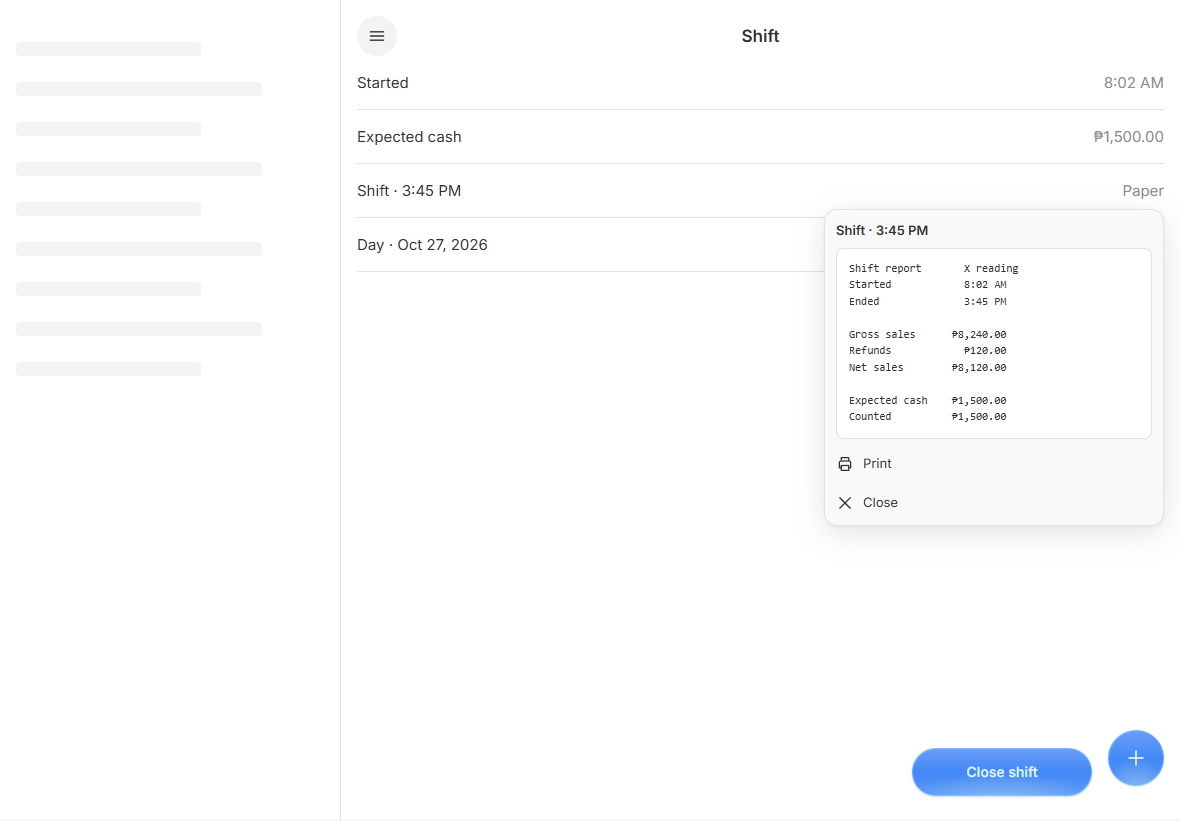 Shift
Started 8:02 AM
Expected cash ₱1,500.00
Shift · 3:45 PM Paper
Day · Oct 27, 2026
Shift · 3:45 PM
Shift report X reading
Started 8:02 AM
Ended 3:45 PM
Gross sales ₱8,240.00
Refunds ₱120.00
Net sales ₱8,120.00
Expected cash ₱1,500.00
Counted ₱1,500.00
Print
Close
Close shift